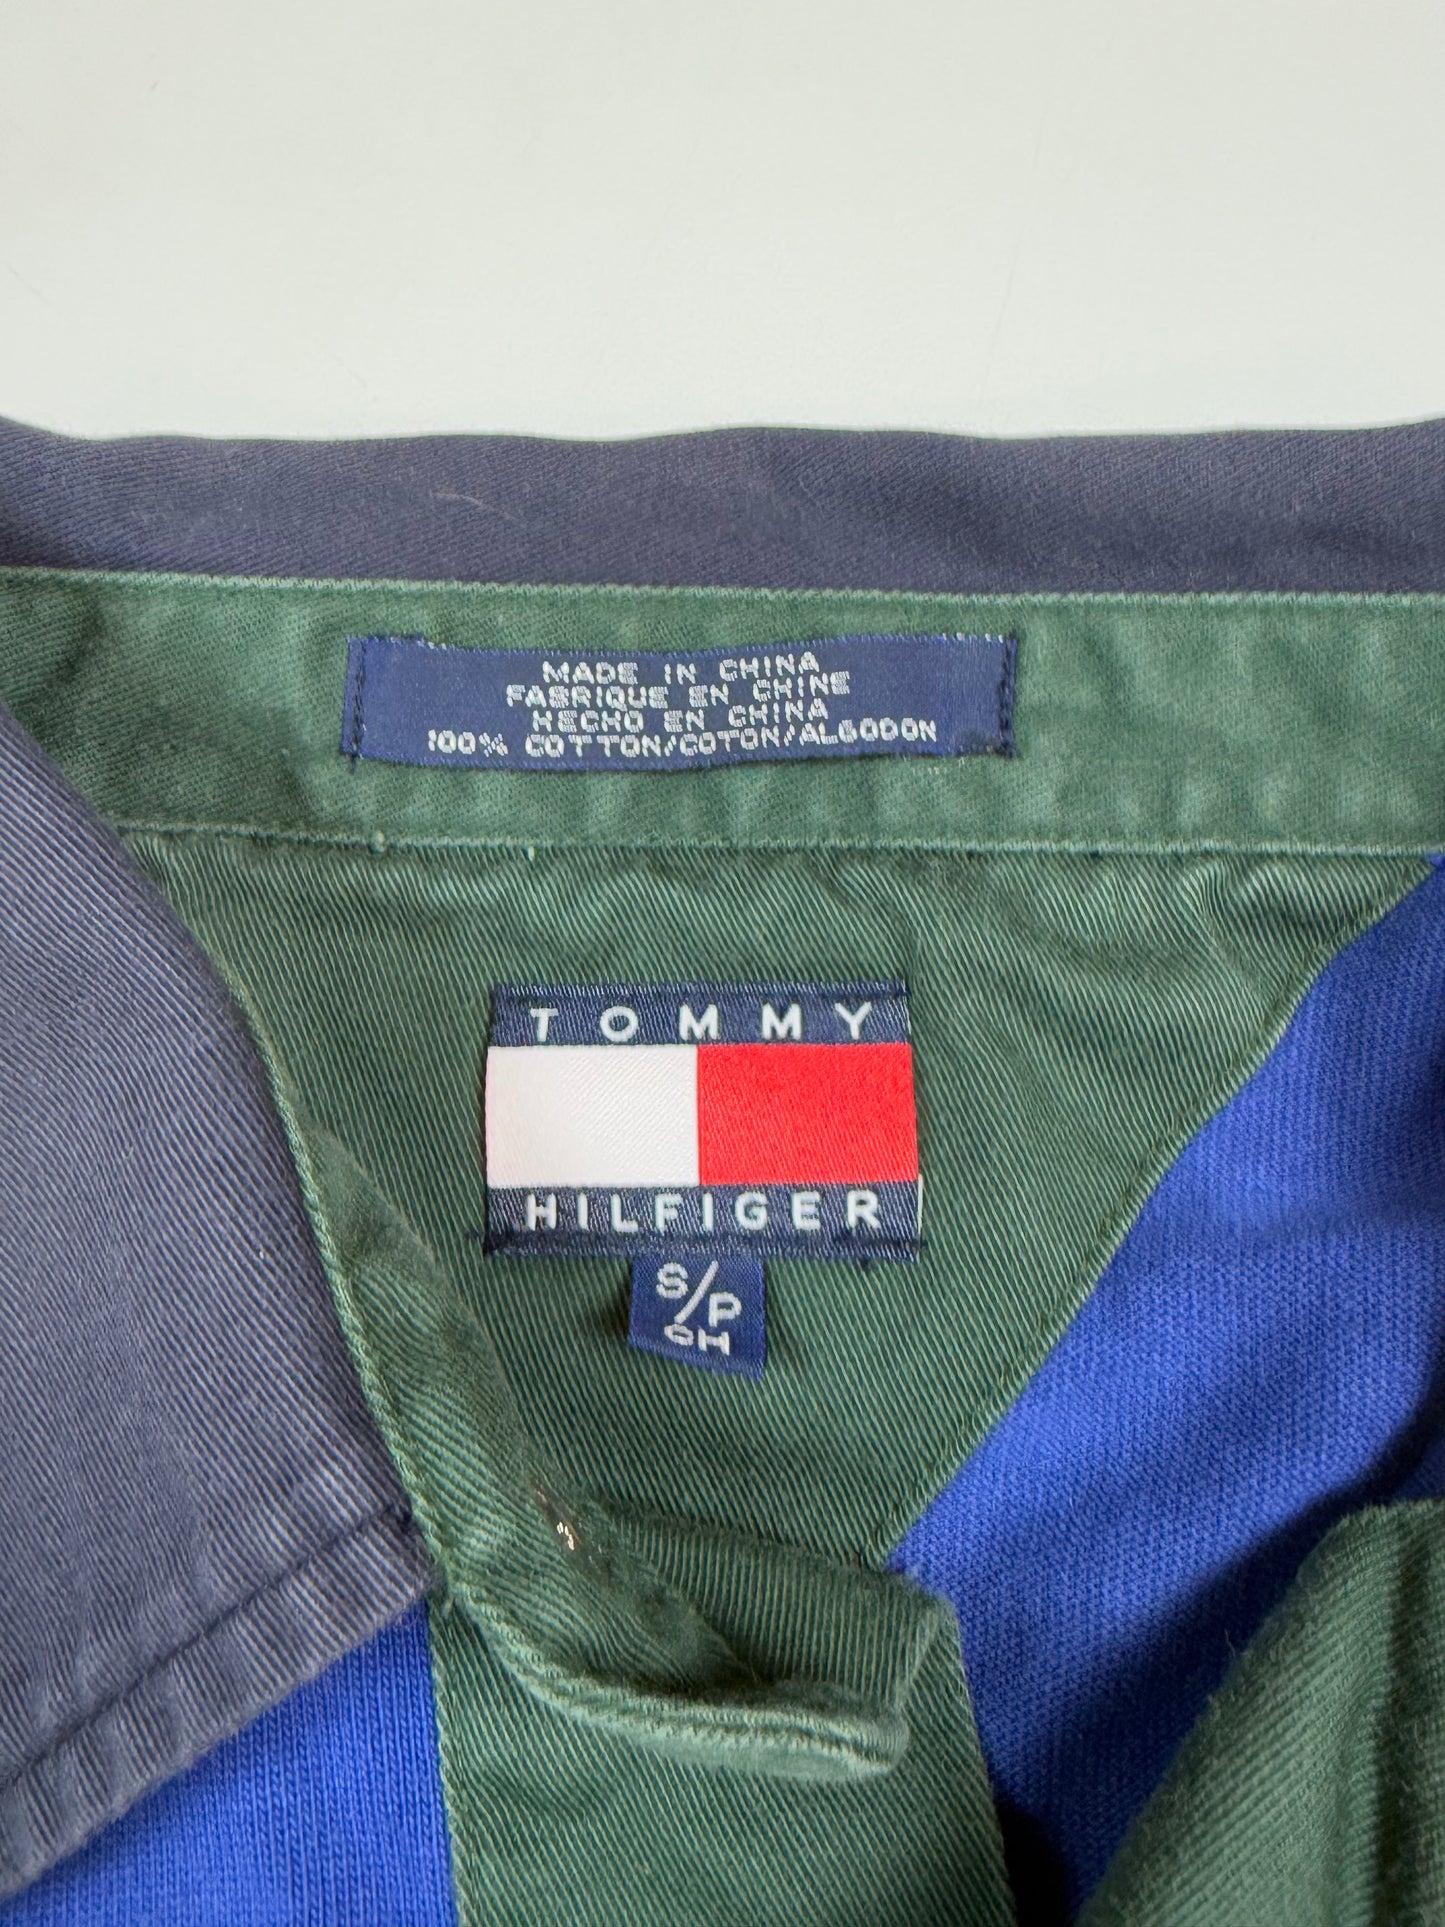 MADE IN CHINA
FABRIQUE EN CHINE
HECHO EN CHINA
100% COTTON/COTON/ALGODON
TOMMY
HILFIGER
S/P
CH